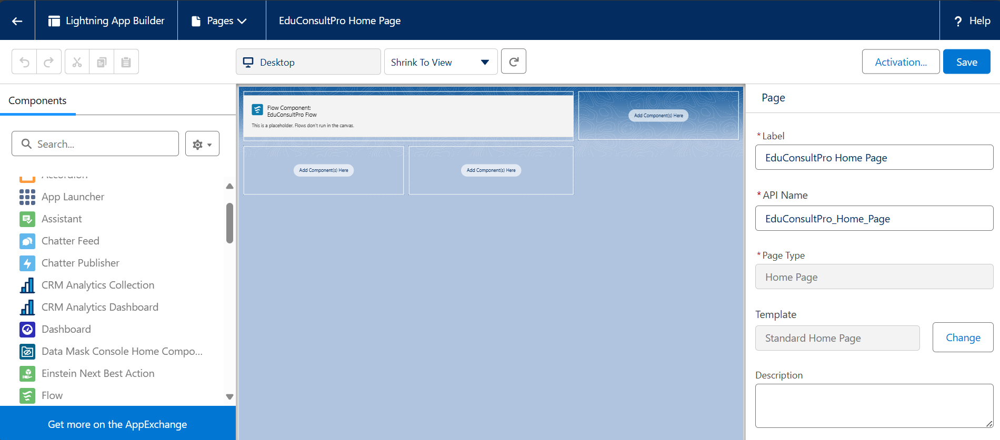 Lightning App Builder
Pages
EduConsultPro Home Page
? Help
Desktop
Shrink To View
Activation...
Save
Components
Search...
Accordion
App Launcher
Assistant
Chatter Feed
Chatter Publisher
CRM Analytics Collection
CRM Analytics Dashboard
Dashboard
Data Mask Console Home Compo...
Einstein Next Best Action
Flow
Get more on the AppExchange
Flow Component:
EduConsultPro Flow
This is a placeholder. Flows don't run in the canvas.
Add Component(s) Here
Add Component(s) Here
Add Component(s) Here
Page
*Label
EduConsultPro Home Page
*API Name
EduConsultPro_Home_Page
*Page Type
Home Page
Template
Standard Home Page
Change
Description